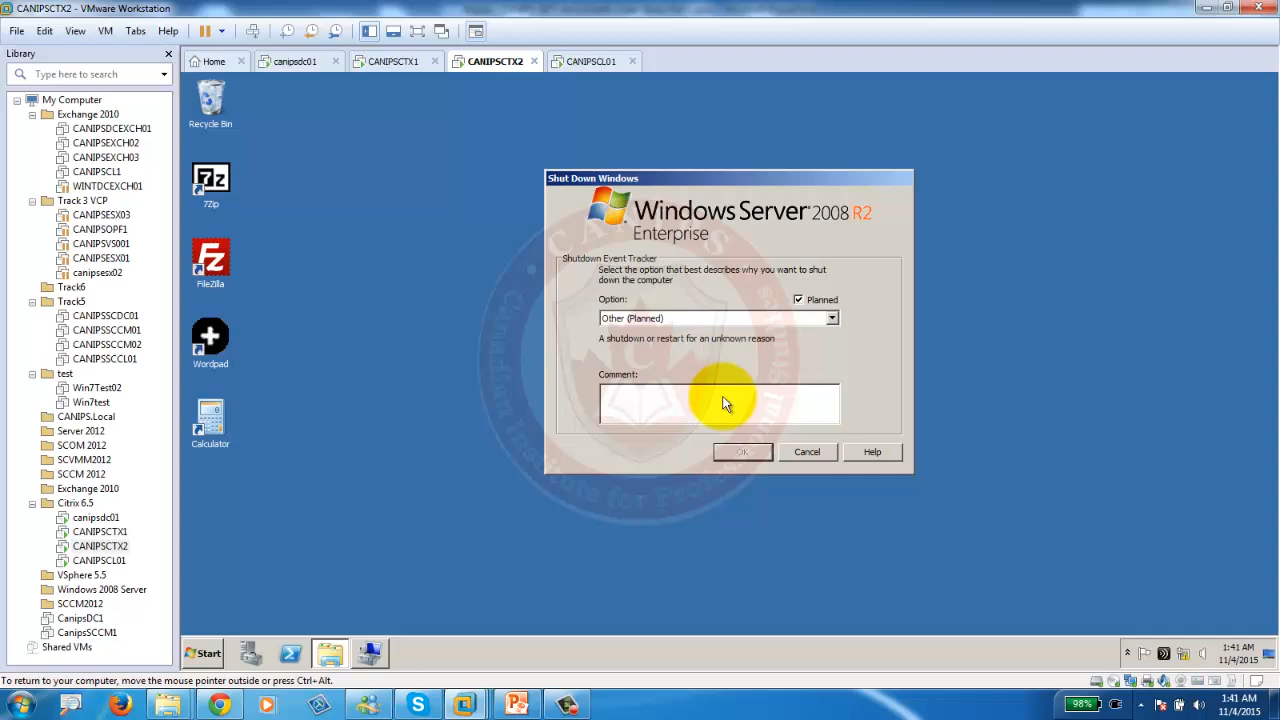 CANIPSCTX2 - VMware Workstation
File Edit View VM Tabs Help
Library
Type here to search
Home canipsdc01 CANIPSCTX1 CANIPSCTX2 CANIPSCL01
My Computer
Exchange 2010
CANIPSDCEXCH01
CANIPSEXCH02
CANIPSEXCH03
CANIPSCL1
WINTDCEXCH01
Track 3 VCP
CANIPSESX03
CANIPSOPF1
CANIPSVS001
CANIPSESX01
canipsesx02
Track6
Track5
CANIPSSCDC01
CANIPSSCCM01
CANIPSSCCM02
CANIPSSCCL01
test
Win7Test02
Win7test
CANIPS.Local
Server 2012
SCOM 2012
SCVMM2012
SCCM 2012
Exchange 2010
Citrix 6.5
canipsdc01
CANIPSCTX1
CANIPSCTX2
CANIPSCL01
VSphere 5.5
Windows 2008 Server
SCCM2012
CanipsDC1
CanipsSCCM1
Shared VMs
Recycle Bin
7z
7Zip
Fz
FileZilla
Wordpad
Calculator
Shut Down Windows
Windows Server 2008 R2
Enterprise
Shutdown Event Tracker
Select the option that best describes why you want to shut
down the computer
Option: Planned
Other (Planned)
A shutdown or restart for an unknown reason
Comment:
OK Cancel Help
Start
1:41 AM
11/4/2015
To return to your computer, move the mouse pointer outside or press Ctrl+Alt.
98%
1:41 AM
11/4/2015